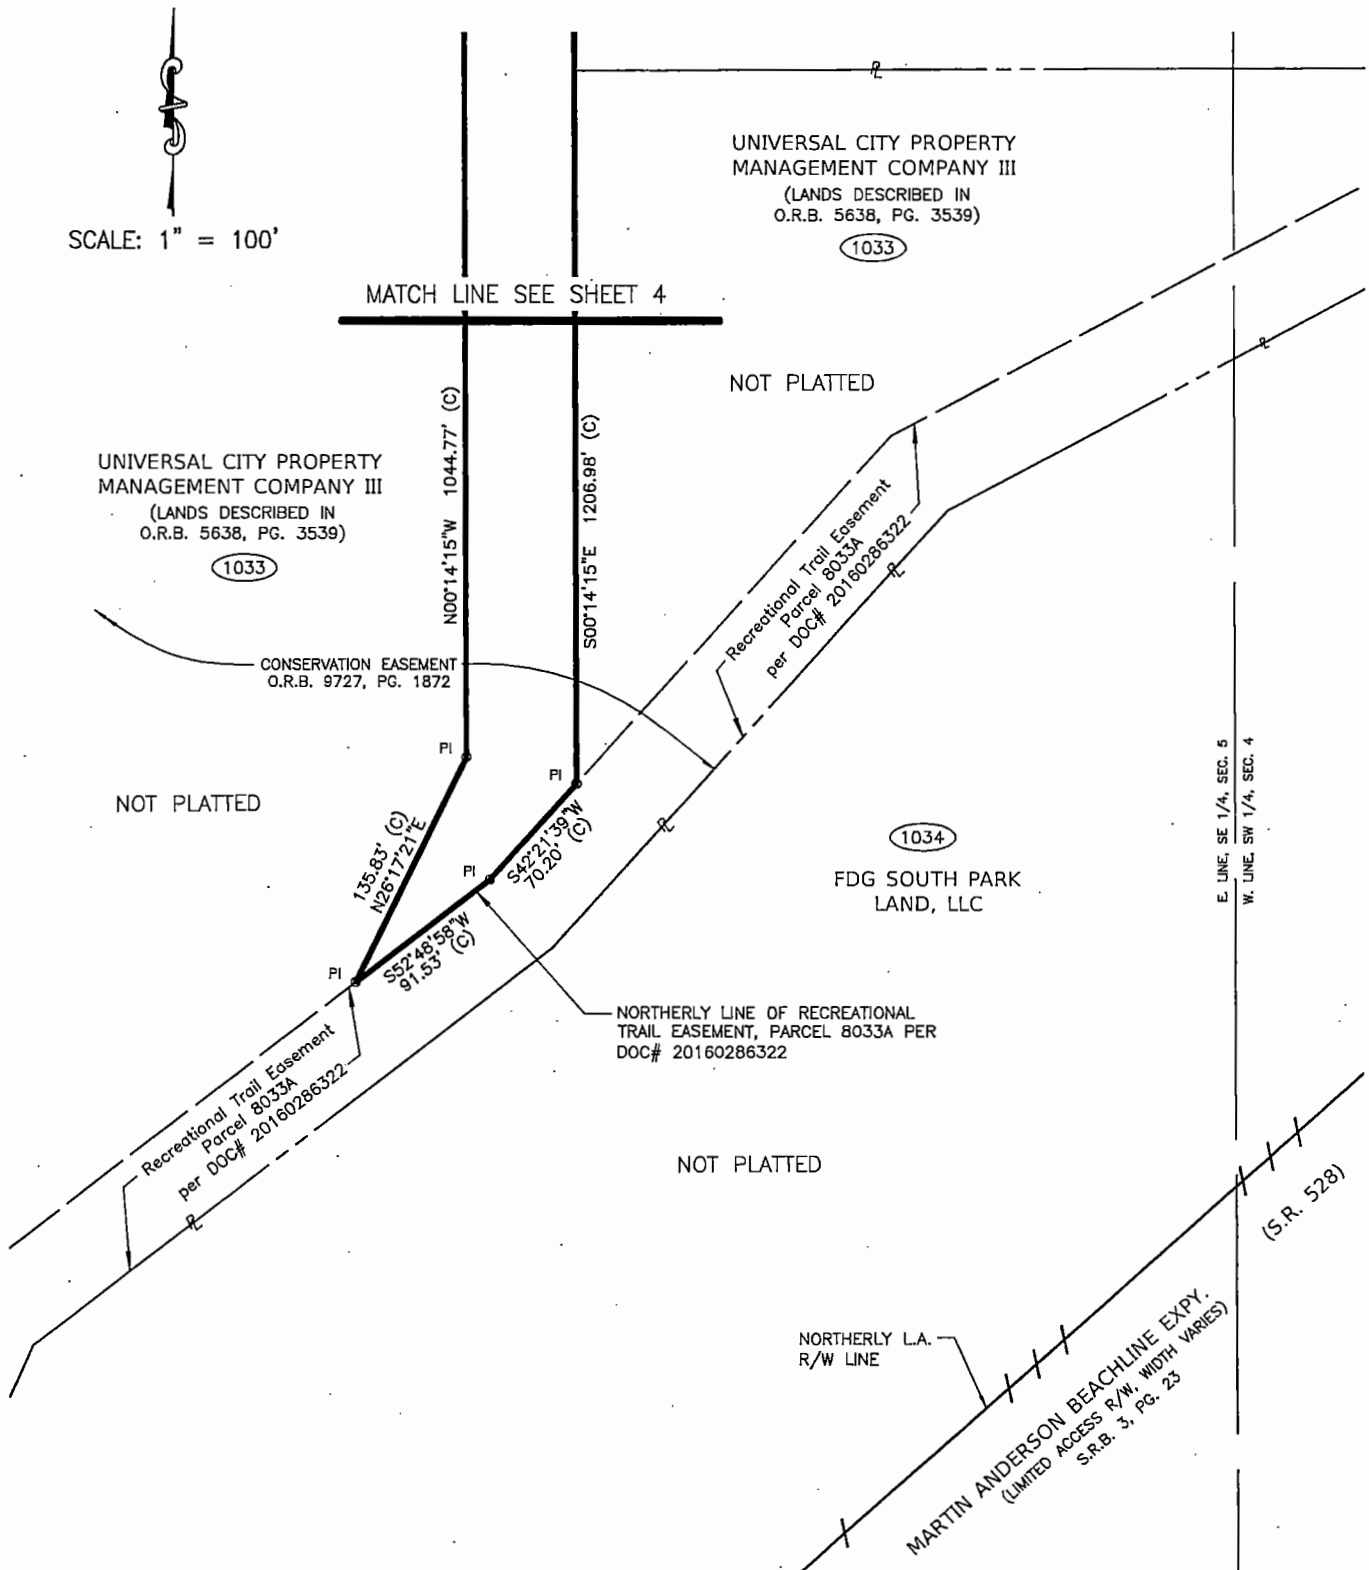 SCALE: 1" = 100'
MATCH LINE SEE SHEET 4
UNIVERSAL CITY PROPERTY
MANAGEMENT COMPANY III
(LANDS DESCRIBED IN
O.R.B. 5638, PG. 3539)
1033
NOT PLATTED
UNIVERSAL CITY PROPERTY
MANAGEMENT COMPANY III
(LANDS DESCRIBED IN
O.R.B. 5638, PG. 3539)
1033
N00°14'15"W 1044.77' (C)
S00°14'15"E 1206.98' (C)
CONSERVATION EASEMENT
O.R.B. 9727, PG. 1872
Recreational Trail Easement
Parcel 8033A
per DOC# 20160286322
PI
PI
PI
PI
NOT PLATTED
135.83' (C)
N26°17'21"E
S42°21'39"W
70.20' (C)
S52°48'58"W
91.53' (C)
1034
FDG SOUTH PARK
LAND, LLC
E. LINE, SE 1/4, SEC. 5
W. LINE, SW 1/4, SEC. 4
NORTHERLY LINE OF RECREATIONAL
TRAIL EASEMENT, PARCEL 8033A PER
DOC# 20160286322
Recreational Trail Easement
Parcel 8033A
per DOC# 20160286322
NOT PLATTED
(S.R. 528)
NORTHERLY L.A.
R/W LINE
MARTIN ANDERSON BEACHLINE EXPY.
(LIMITED ACCESS R/W, WIDTH VARIES)
S.R.B. 3, PG. 23